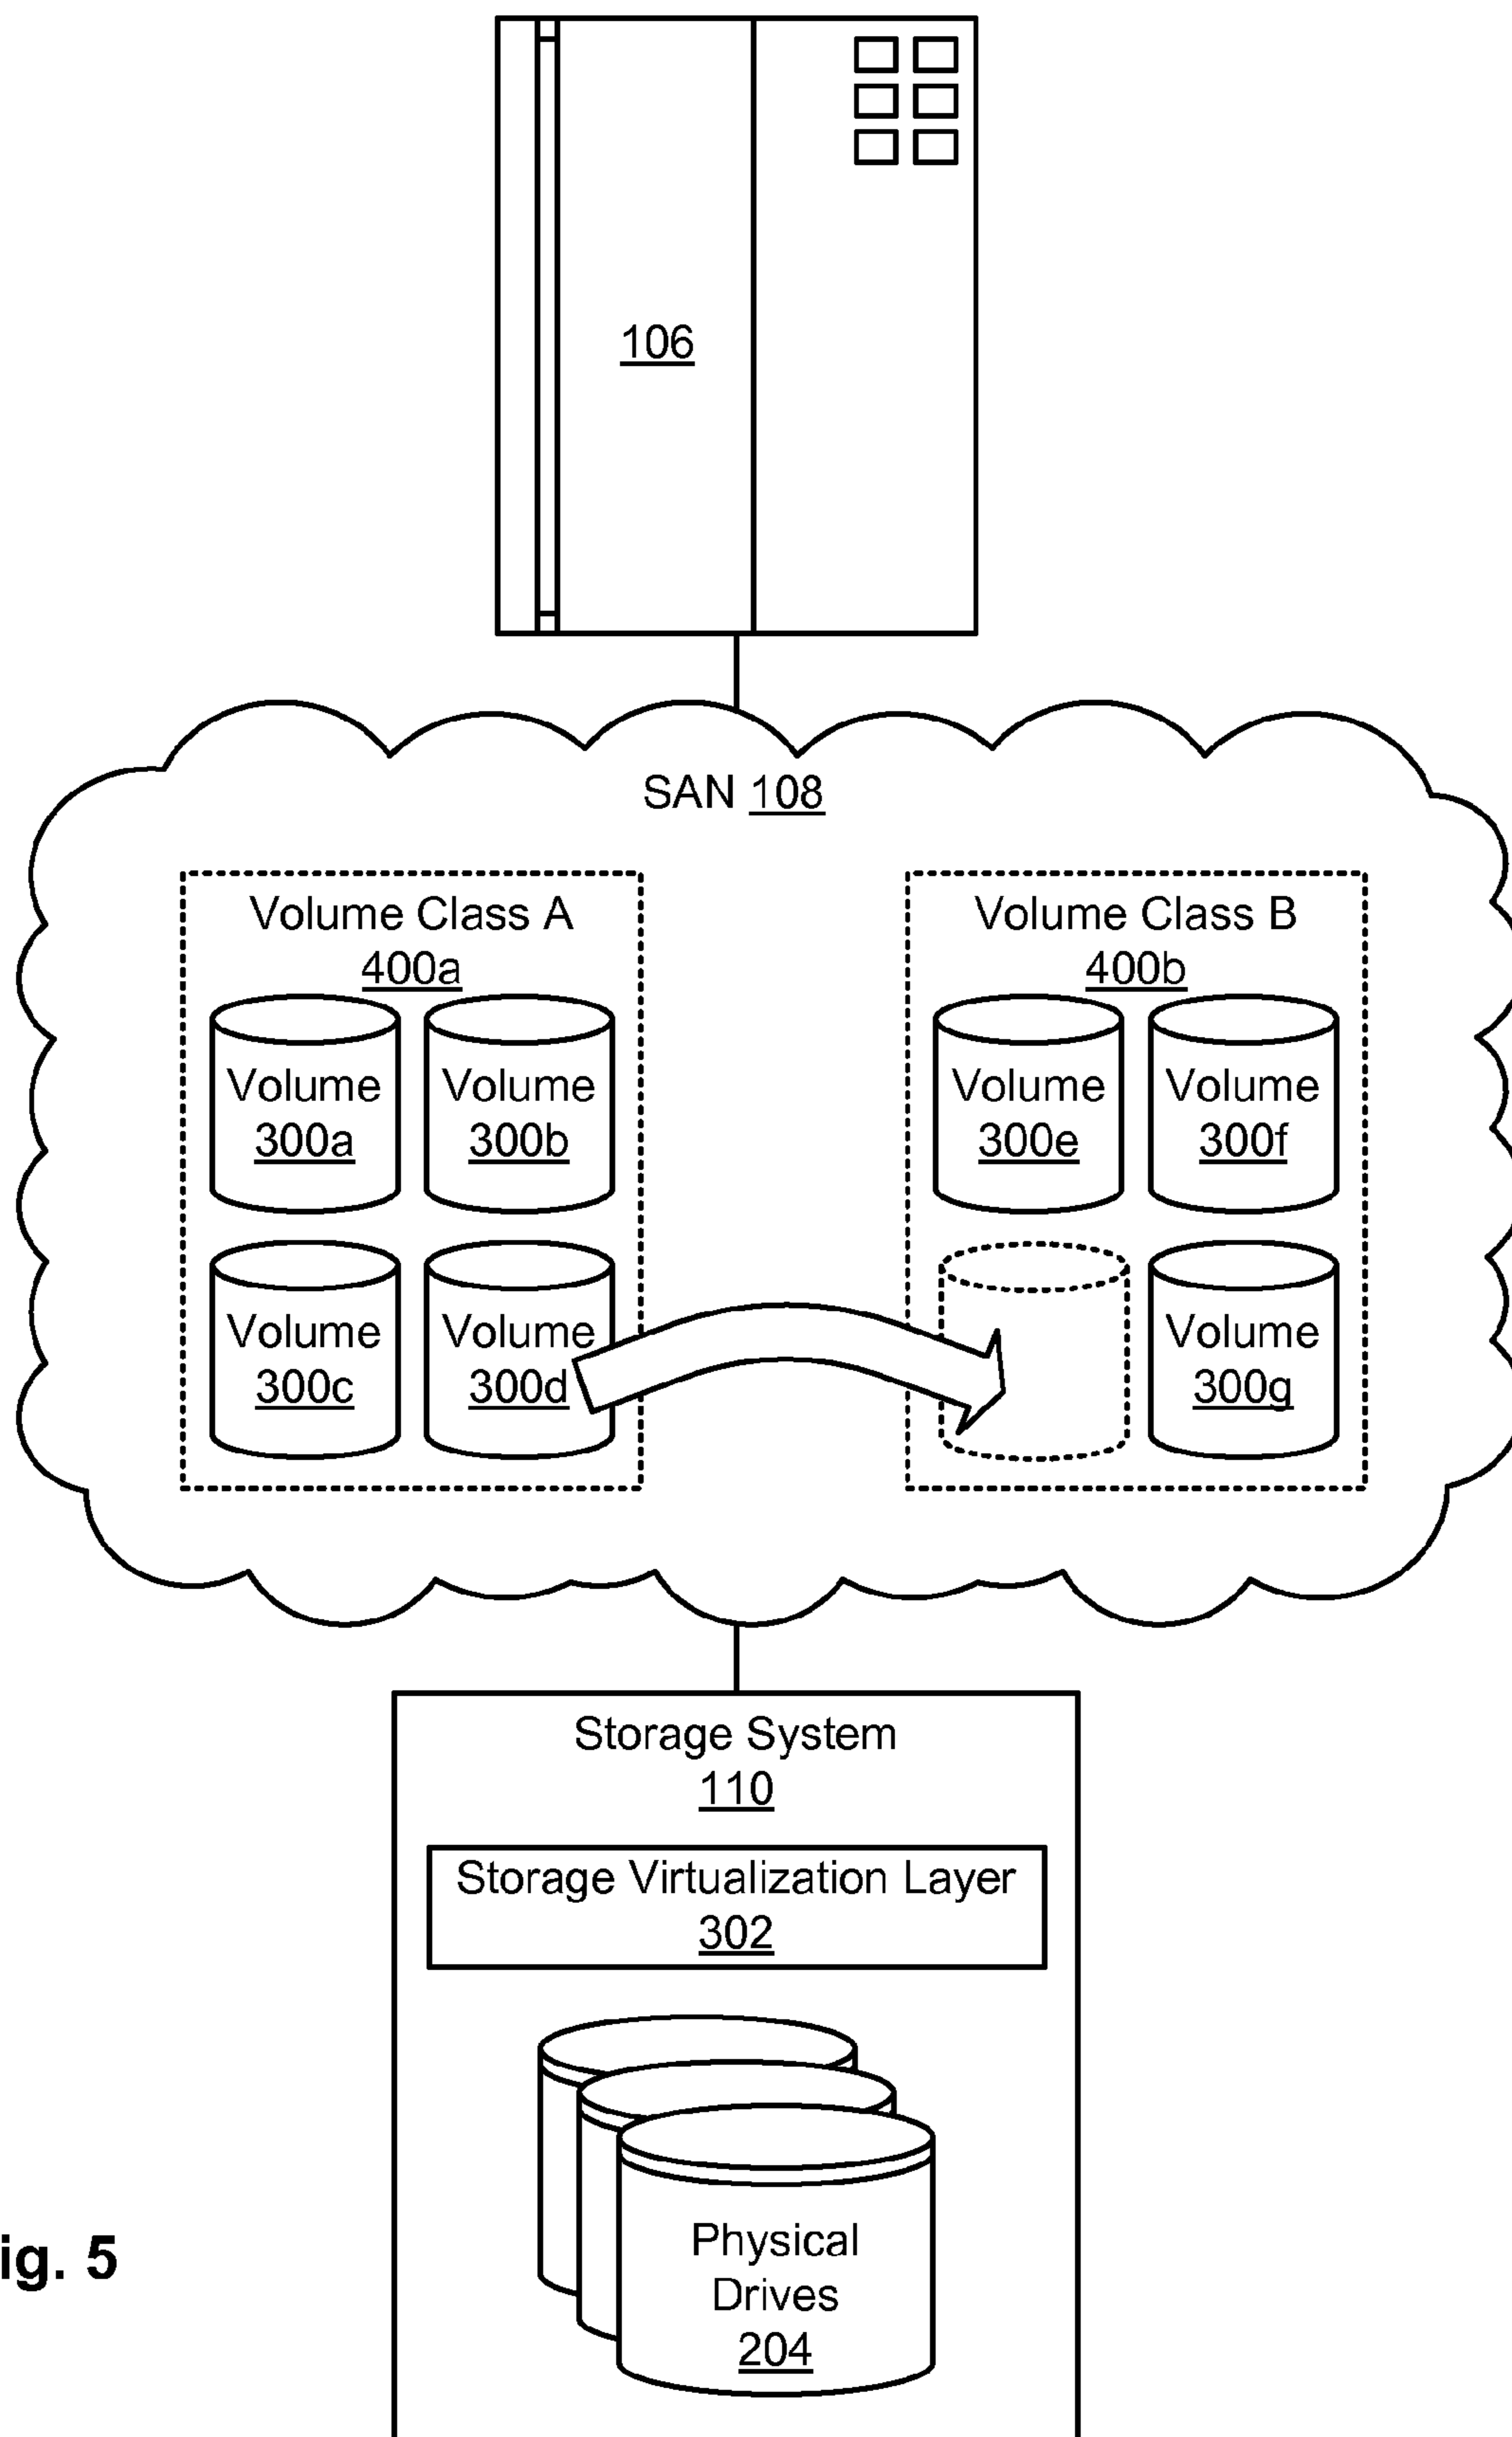 106
SAN 108
Volume Class A
400a
Volume Class B
400b
Volume
300a
Volume
300b
Volume
300e
Volume
300f
Volume
300c
Volume
300d
Volume
300g
Storage System
110
Storage Virtualization Layer
302
Physical
Drives
204
ig. 5